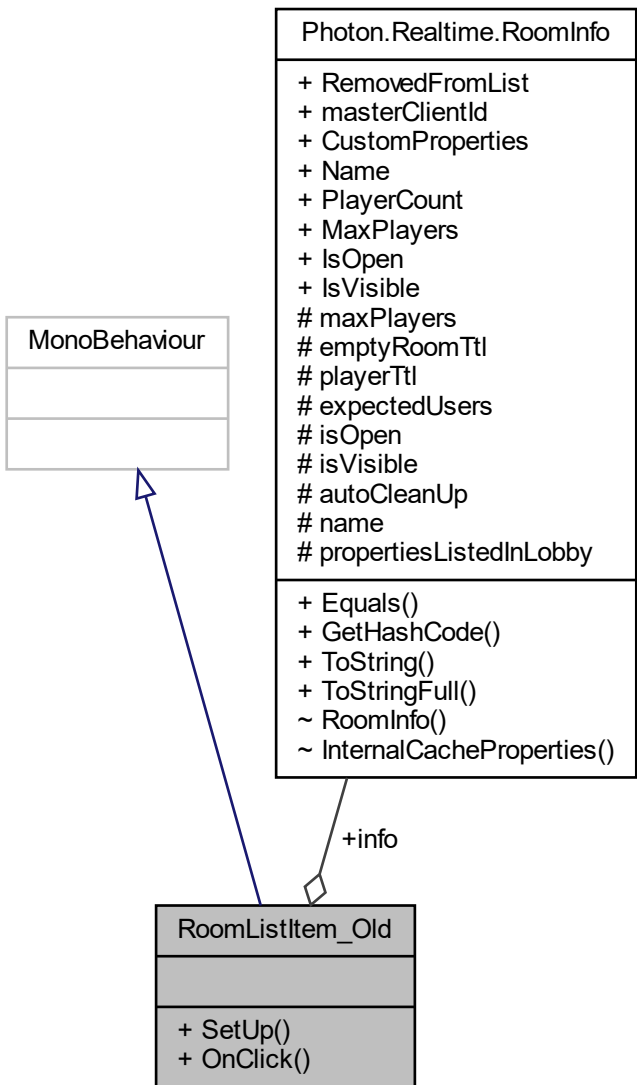 Photon.Realtime.RoomInfo
+ RemovedFromList
+ masterClientId
+ CustomProperties
+ Name
+ PlayerCount
+ MaxPlayers
+ IsOpen
+ IsVisible
# maxPlayers
# emptyRoomTtl
# playerTtl
# expectedUsers
# isOpen
# isVisible
# autoCleanUp
# name
# propertiesListedInLobby
+ Equals()
+ GetHashCode()
+ ToString()
+ ToStringFull()
~ RoomInfo()
~ InternalCacheProperties()
MonoBehaviour
+info
RoomListItem_Old
+ SetUp()
+ OnClick()